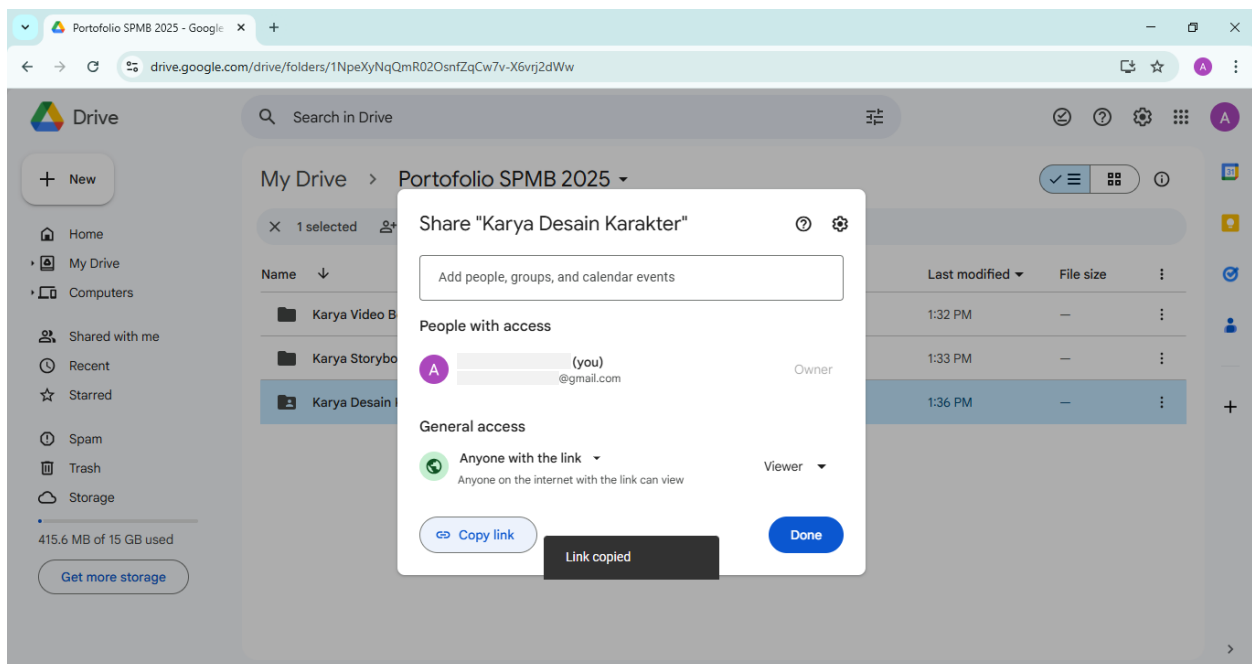 Portofolio SPMB 2025 - Google
drive.google.com/drive/folders/1NpeXyNqQmR02OsnfZqCw7v-X6vrj2dWw
A
Drive
Search in Drive
A
New
My Drive > Portofolio SPMB 2025
31
1 selected
Share "Karya Desain Karakter"
Home
My Drive
Computers
Shared with me
Recent
Starred
Spam
Trash
Storage
415.6 MB of 15 GB used
Get more storage
Name
Last modified
File size
Karya Video B
1:32 PM
—
Karya Storybo
1:33 PM
—
Karya Desain
1:36 PM
—
Add people, groups, and calendar events
People with access
A
(you)
@gmail.com
Owner
General access
Anyone with the link
Anyone on the internet with the link can view
Viewer
Copy link
Done
Link copied